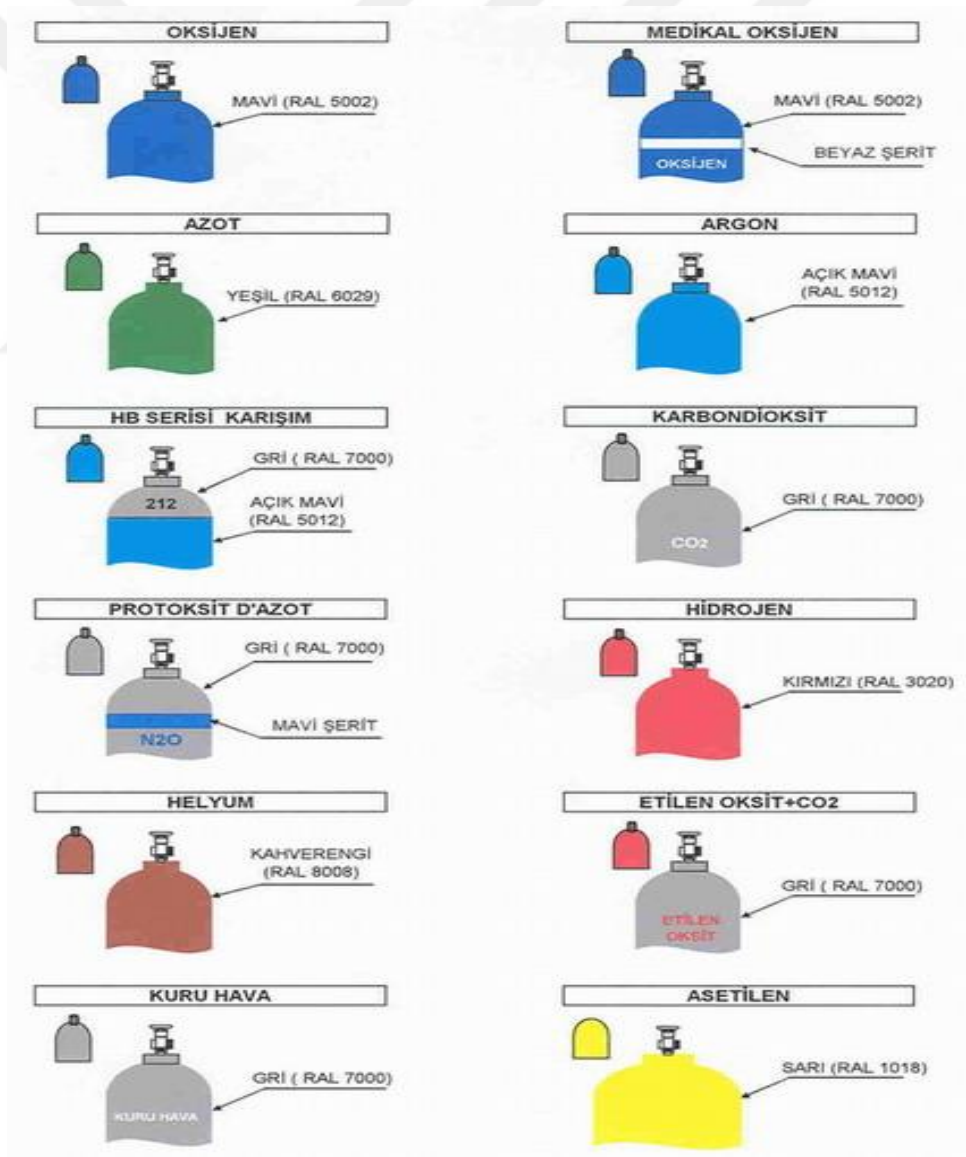 OKSİJEN
MAVİ (RAL 5002)
MEDİKAL OKSİJEN
MAVİ (RAL 5002)
BEYAZ ŞERİT
OKSİJEN
AZOT
YEŞİL (RAL 6029)
ARGON
AÇIK MAVİ
(RAL 5012)
HB SERİSİ KARIŞIM
GRİ ( RAL 7000)
212
AÇIK MAVİ
(RAL 5012)
KARBONDİOKSİT
GRİ ( RAL 7000)
CO2
PROTOKSİT D'AZOT
GRİ ( RAL 7000)
MAVİ ŞERİT
N2O
HİDROJEN
KIRMIZI (RAL 3020)
HELYUM
KAHVERENGİ
(RAL 8008)
ETİLEN OKSİT+CO2
GRİ ( RAL 7000)
ETİLEN
OKSİT
KURU HAVA
GRİ ( RAL 7000)
KURU HAVA
ASETİLEN
SARI (RAL 1018)